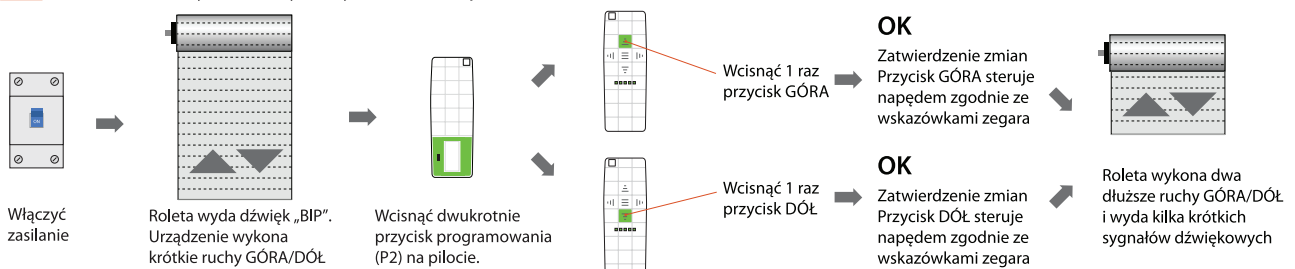 ON
Włączyć
zasilanie
Roleta wyda dźwięk „BIP”.
Urządzenie wykona
krótkie ruchy GÓRA/DÓŁ
Wcisnąć dwukrotnie
przycisk programowania
(P2) na pilocie.
Wcisnąć 1 raz
przycisk GÓRA
OK
Zatwierdzenie zmian
Przycisk GÓRA steruje
napędem zgodnie ze
wskazówkami zegara
Wcisnąć 1 raz
przycisk DÓŁ
OK
Zatwierdzenie zmian
Przycisk DÓŁ steruje
napędem zgodnie ze
wskazówkami zegara
Roleta wykona dwa
dłuższe ruchy GÓRA/DÓŁ
i wyda kilka krótkich
sygnałów dźwiękowych